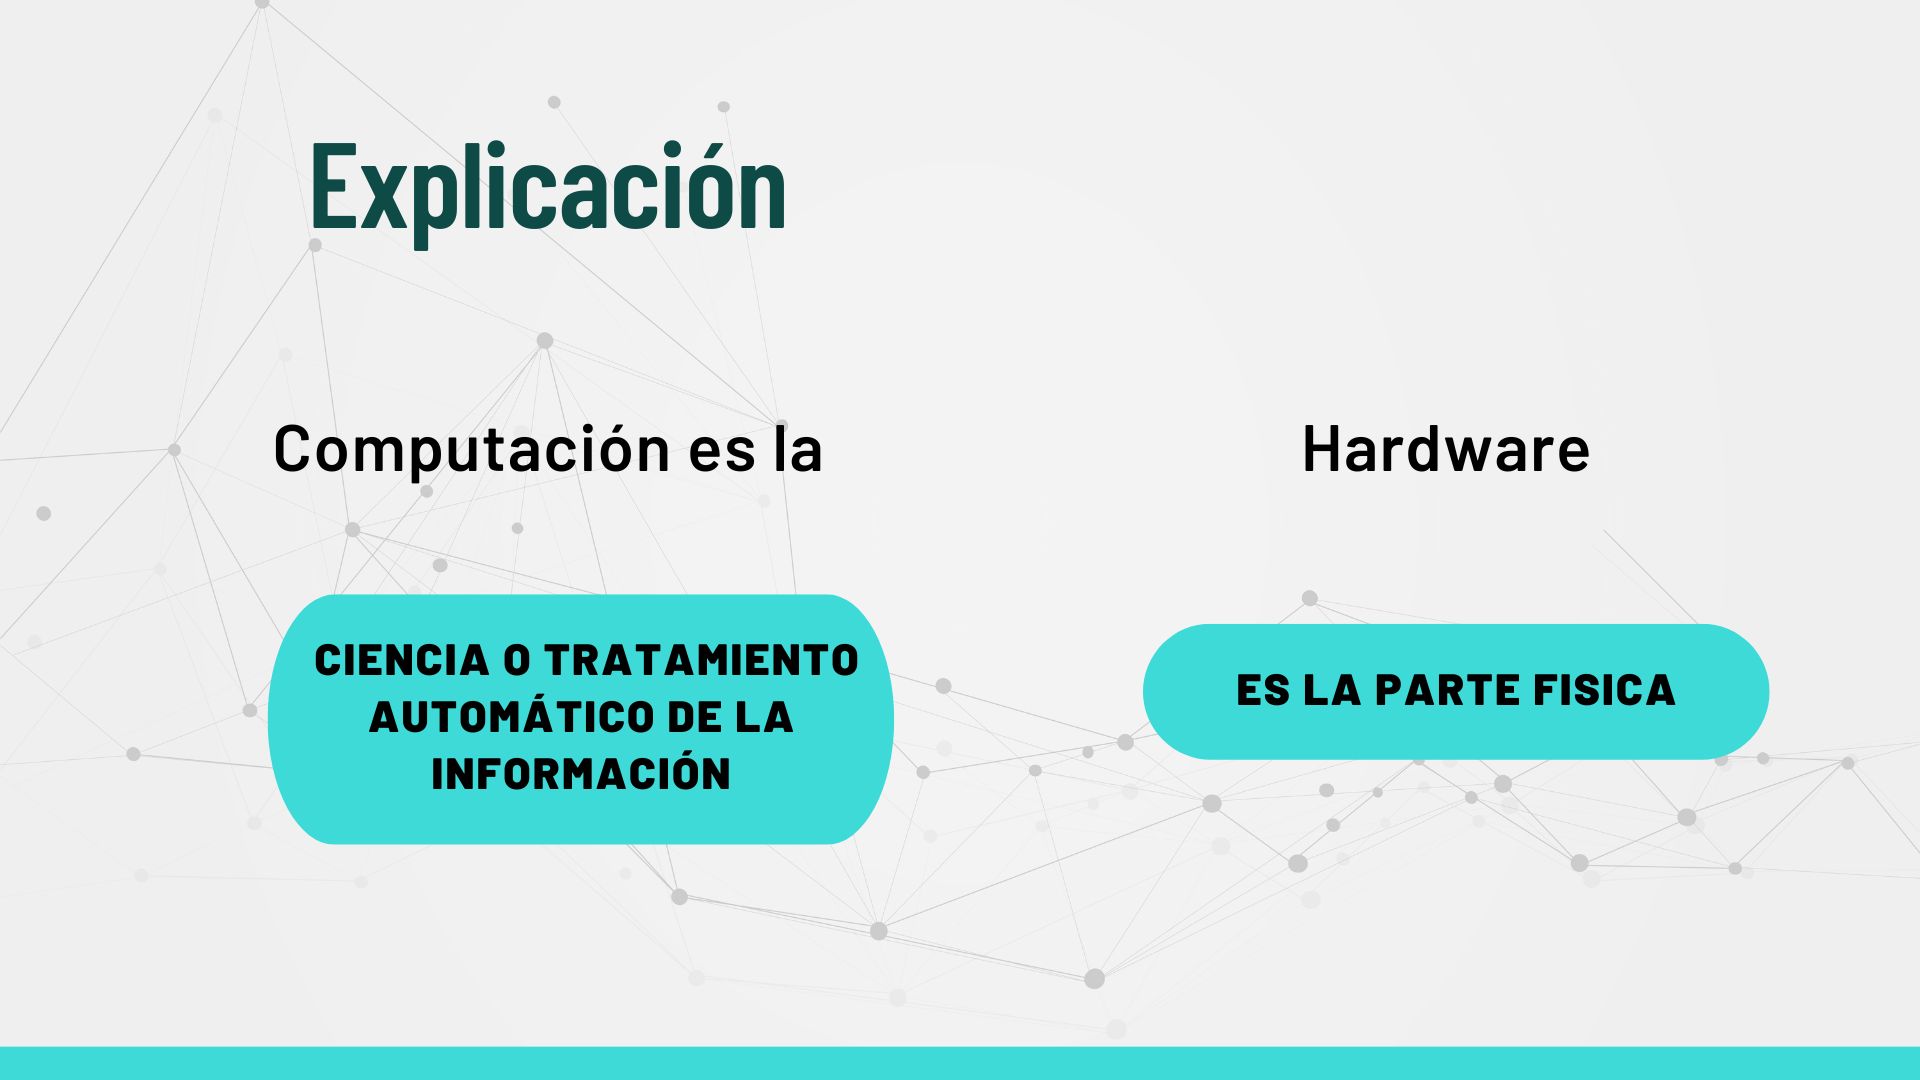 Explicación
Computación es la
CIENCIA O TRATAMIENTO
AUTOMÁTICO DE LA
INFORMACIÓN
Hardware
ES LA PARTE FISICA